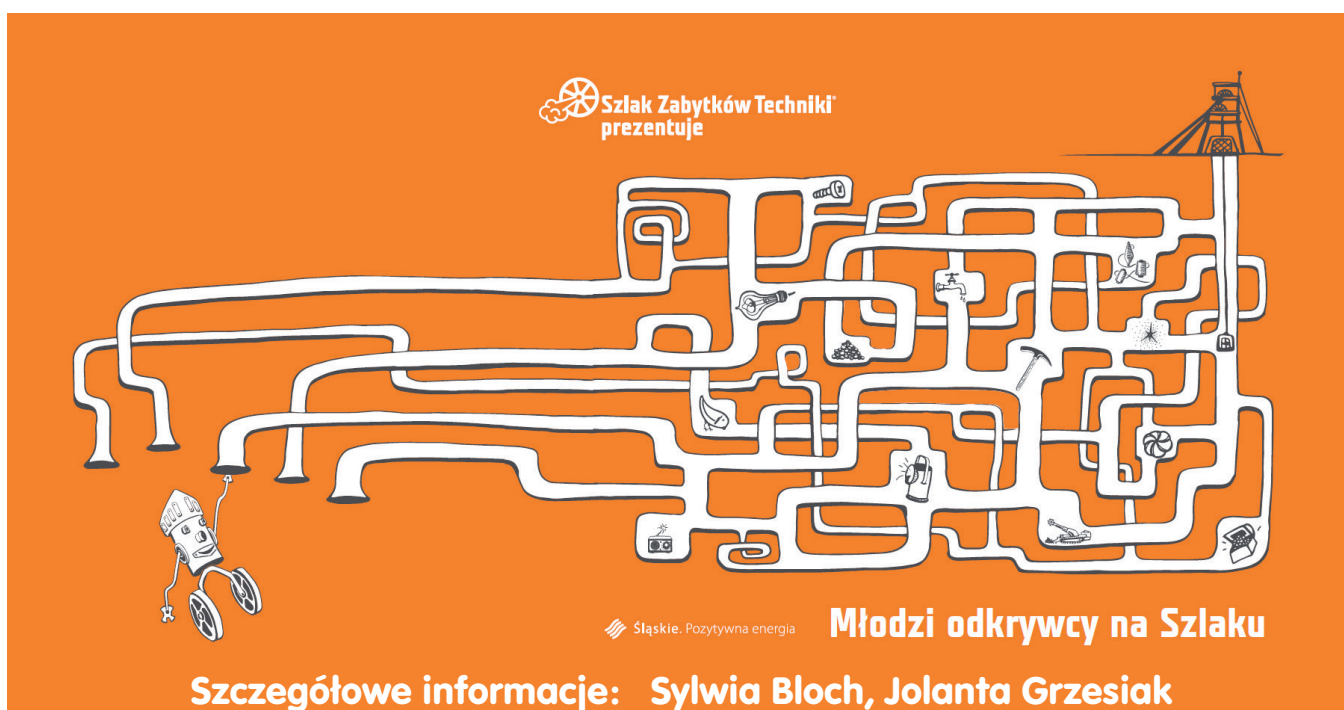 Szlak Zabytków Techniki®
prezentuje
Śląskie. Pozytywna energia
Młodzi odkrywcy na Szlaku
Szczegółowe informacje: Sylwia Bloch, Jolanta Grzesiak